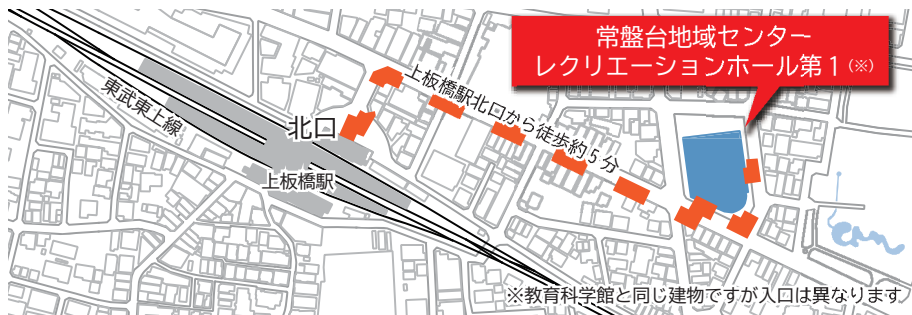 常盤台地域センター
レクリエーションホール第1(※)
上板橋駅北口から徒歩約5分
東武東上線
北口
上板橋駅
※教育科学館と同じ建物ですが入口は異なります